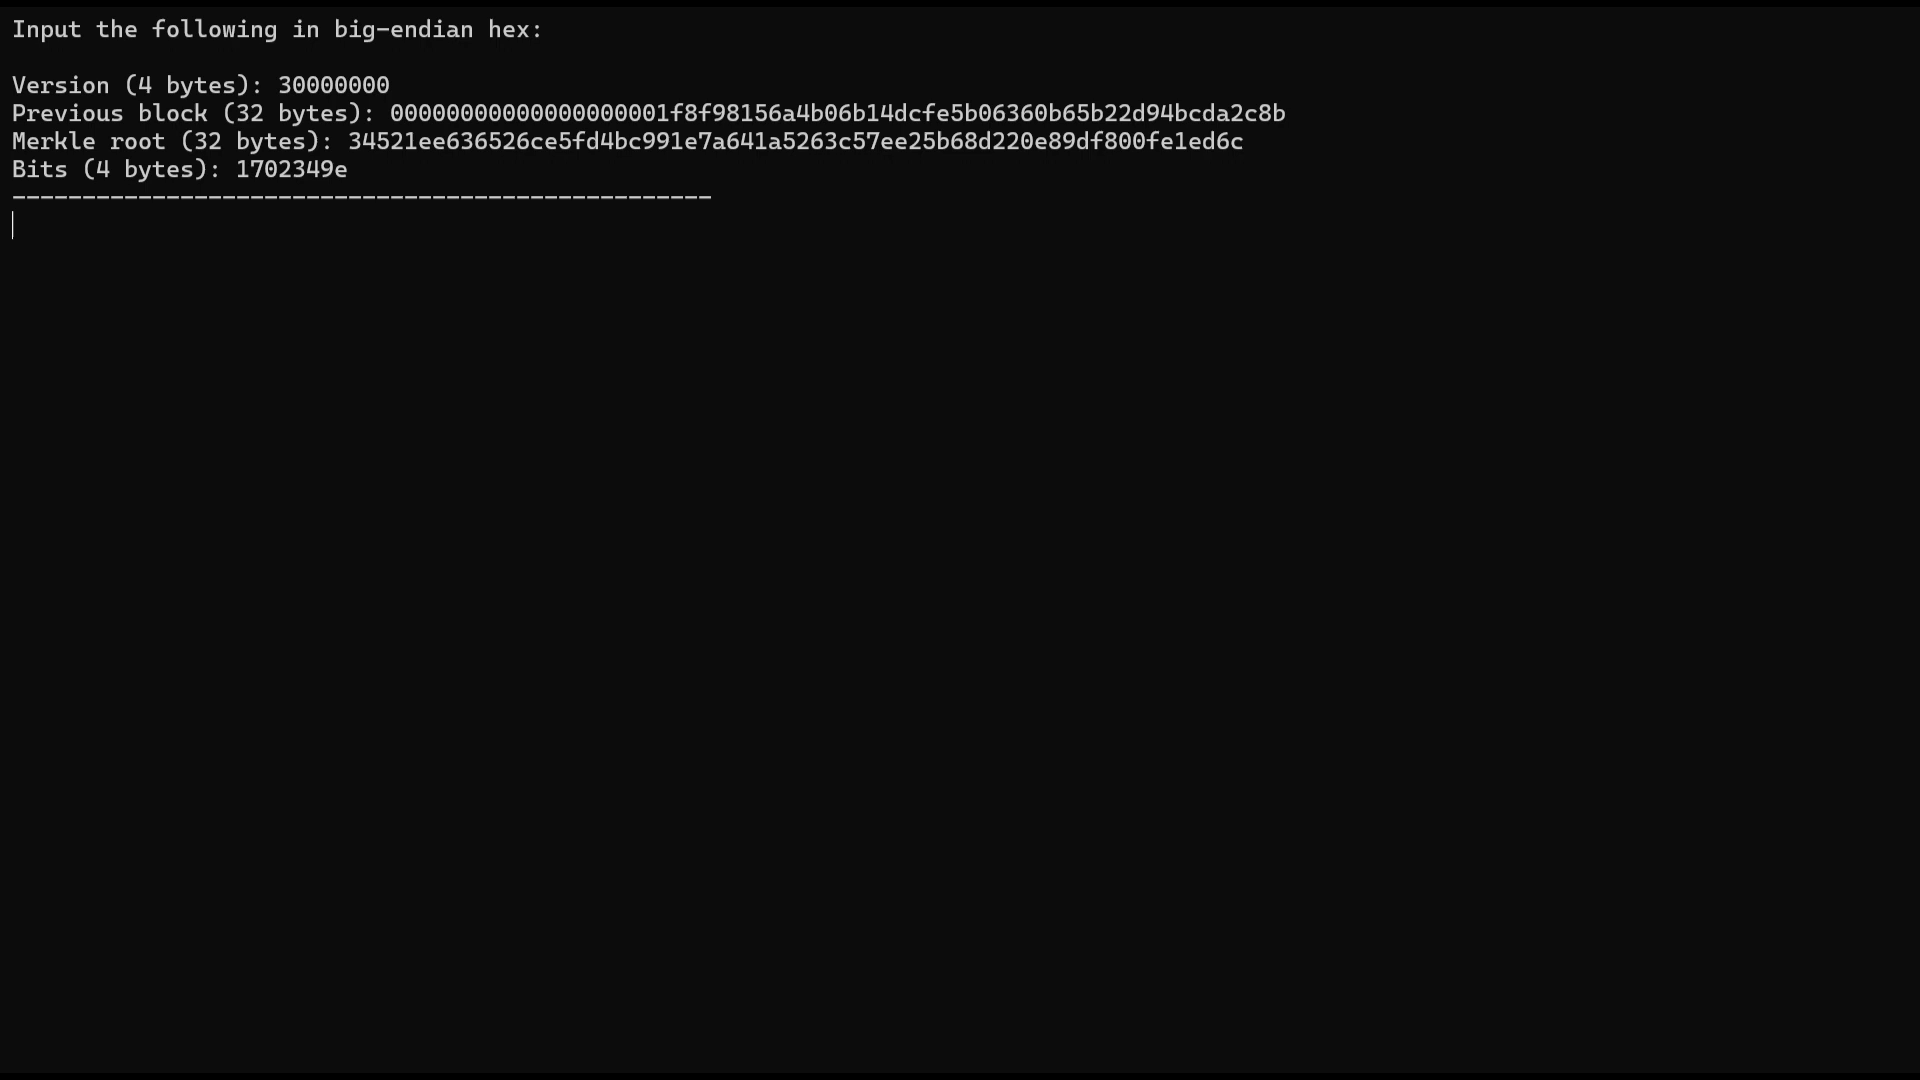 Input the following in big-endian hex:
Version (4 bytes): 30000000
Previous block (32 bytes): 00000000000000000001f8f98156a4b06b14dcfe5b06360b65b22d94bcda2c8b
Merkle root (32 bytes): 34521ee636526ce5fd4bc991e7a641a5263c57ee25b68d220e89df800fe1ed6c
Bits (4 bytes): 1702349e
--------------------------------------------------